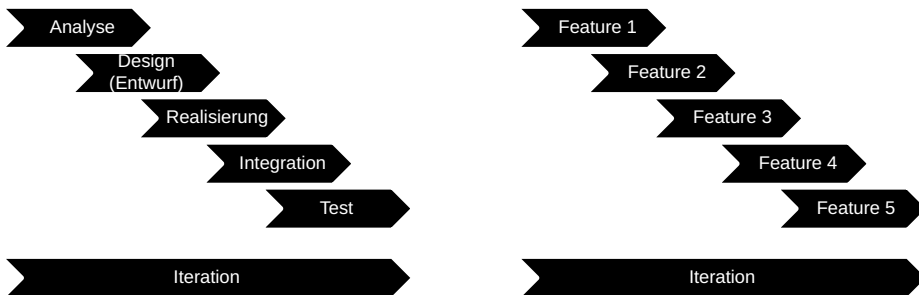 Analyse
Design
(Entwurf)
Realisierung
Integration
Test
Iteration
Feature 1
Feature 2
Feature 3
Feature 4
Feature 5
Iteration